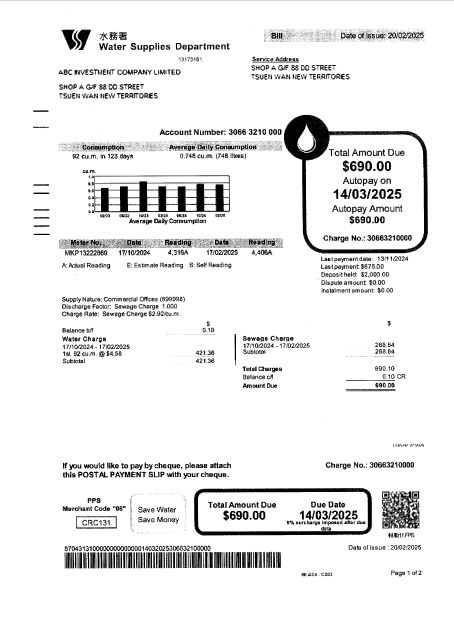 水務署
Water Supplies Department
Bill
Date of Issue: 20/02/2025
13170161
ABC INVESTMENT COMPANY LIMITED
SHOP A G/F 88 DD STREET
TSUEN WAN NEW TERRITORIES
Service Address
SHOP A G/F 88 DD STREET
TSUEN WAN NEW TERRITORIES
Account Number: 3066 3210 000
Total Amount Due
$690.00
Autopay on
14/03/2025
Autopay Amount
$690.00
Charge No.: 30663210000
Consumption Average Daily Consumption
92 cu.m. in 123 days 0.748 cu.m. (748 litres)
cu.m.
Average Daily Consumption
Meter No. Date Reading Date Reading
MKP13222869 17/10/2024 4,316A 17/02/2025 4,408A
A: Actual Reading E: Estimate Reading S: Self Reading
Last payment date: 13/11/2024
Last payment: $675.00
Deposit held: $2,000.00
Dispute amount: $0.00
Instalment amount: $0.00
Supply Nature: Commercial Offices (899998)
Discharge Factor: Sewage Charge 1.000
Charge Rate: Sewage Charge $2.92/cu.m.
$ $
Balance b/f 0.10
Water Charge
17/10/2024 - 17/02/2025
1st. 92 cu.m. @ $4.58 421.36
Subtotal 421.36
Sewage Charge
17/10/2024 - 17/02/2025 268.64
Subtotal 268.64
Total Charges 690.10
Balance c/f 0.10 CR
Amount Due 690.00
If you would like to pay by cheque, please attach
this POSTAL PAYMENT SLIP with your cheque.
Charge No.: 30663210000
PPS
Merchant Code "06"
CRC131
Save Water
Save Money
Total Amount Due
$690.00
Due Date
14/03/2025
5% surcharge imposed after due
date
Date of Issue: 20/02/2025
Page 1 of 2